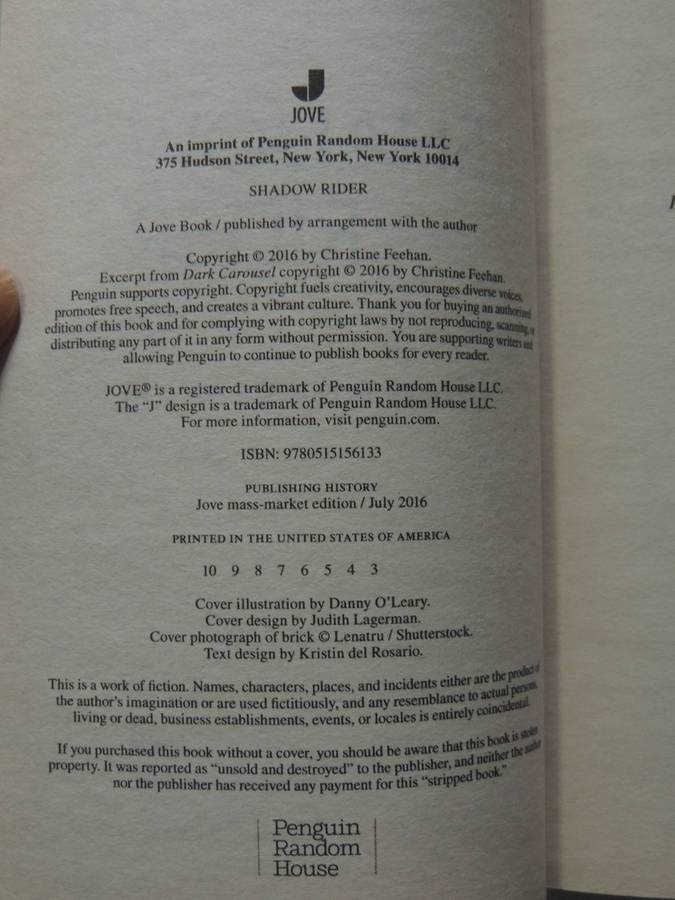 JOVE
An imprint of Penguin Random House LLC
375 Hudson Street, New York, New York 10014
SHADOW RIDER
A Jove Book / published by arrangement with the author
Copyright © 2016 by Christine Feehan.
Excerpt from Dark Carousel copyright © 2016 by Christine Feehan.
Penguin supports copyright. Copyright fuels creativity, encourages diverse voices,
promotes free speech, and creates a vibrant culture. Thank you for buying an authorized
edition of this book and for complying with copyright laws by not reproducing, scanning, or
distributing any part of it in any form without permission. You are supporting writers and
allowing Penguin to continue to publish books for every reader.
JOVE® is a registered trademark of Penguin Random House LLC.
The “J” design is a trademark of Penguin Random House LLC.
For more information, visit penguin.com.
ISBN: 9780515156133
PUBLISHING HISTORY
Jove mass-market edition / July 2016
PRINTED IN THE UNITED STATES OF AMERICA
10 9 8 7 6 5 4 3
Cover illustration by Danny O’Leary.
Cover design by Judith Lagerman.
Cover photograph of brick © Lenatru / Shutterstock.
Text design by Kristin del Rosario.
This is a work of fiction. Names, characters, places, and incidents either are the product of
the author’s imagination or are used fictitiously, and any resemblance to actual persons,
living or dead, business establishments, events, or locales is entirely coincidental.
If you purchased this book without a cover, you should be aware that this book is stolen
property. It was reported as “unsold and destroyed” to the publisher, and neither the author
nor the publisher has received any payment for this “stripped book.”
Penguin
Random
House